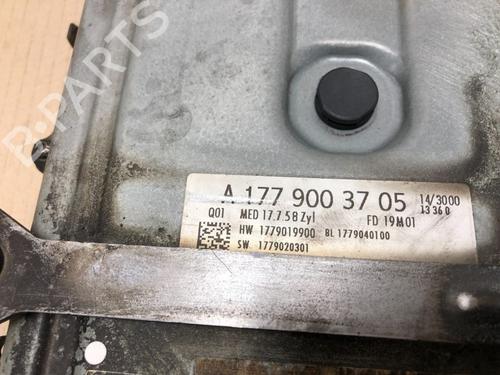 B-PARTS
A 177 900 37 05 14/3000
Q01 MED 17.7.5 8 Zyl FD 19M01 13360
HW 1779019900 BL 1779040100
SW 1779020301